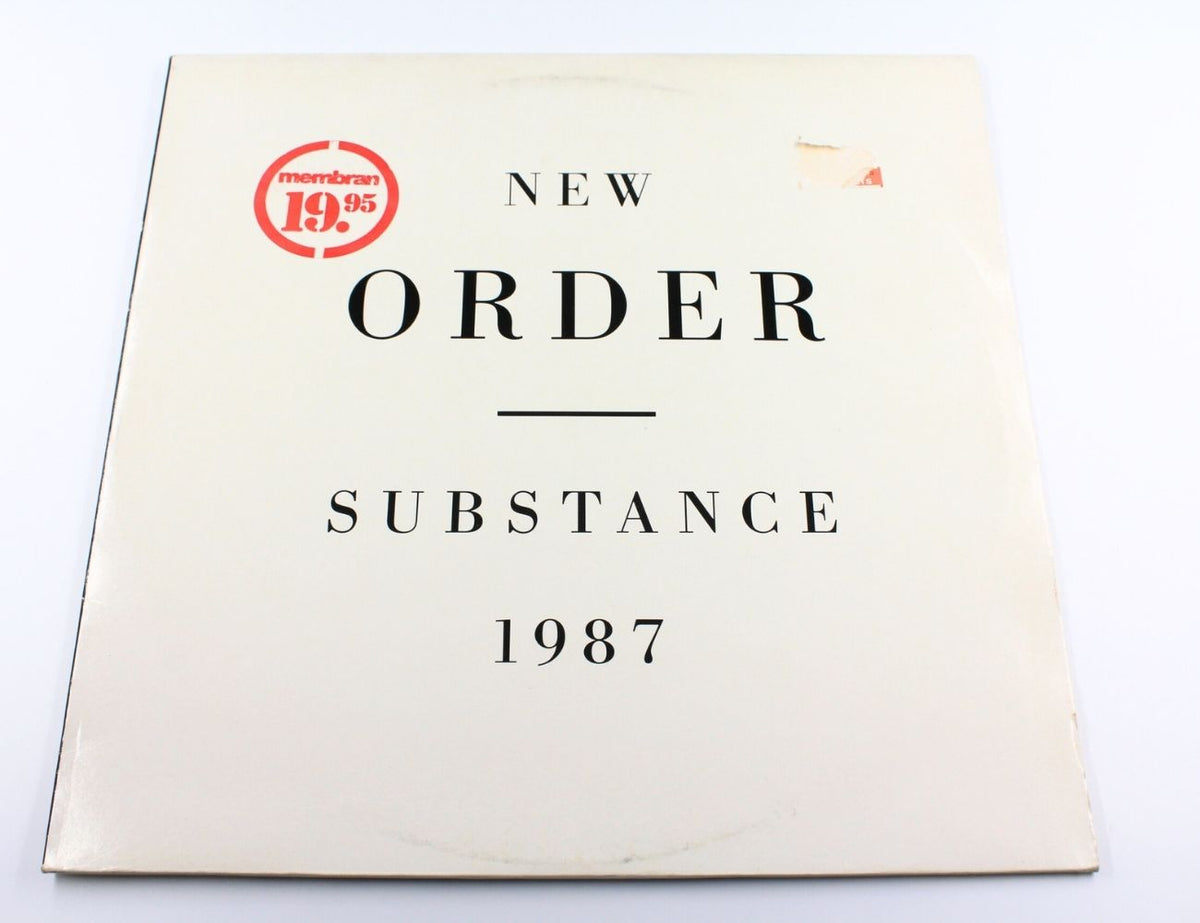 membran
19.95
NEW
ORDER
SUBSTANCE
1987